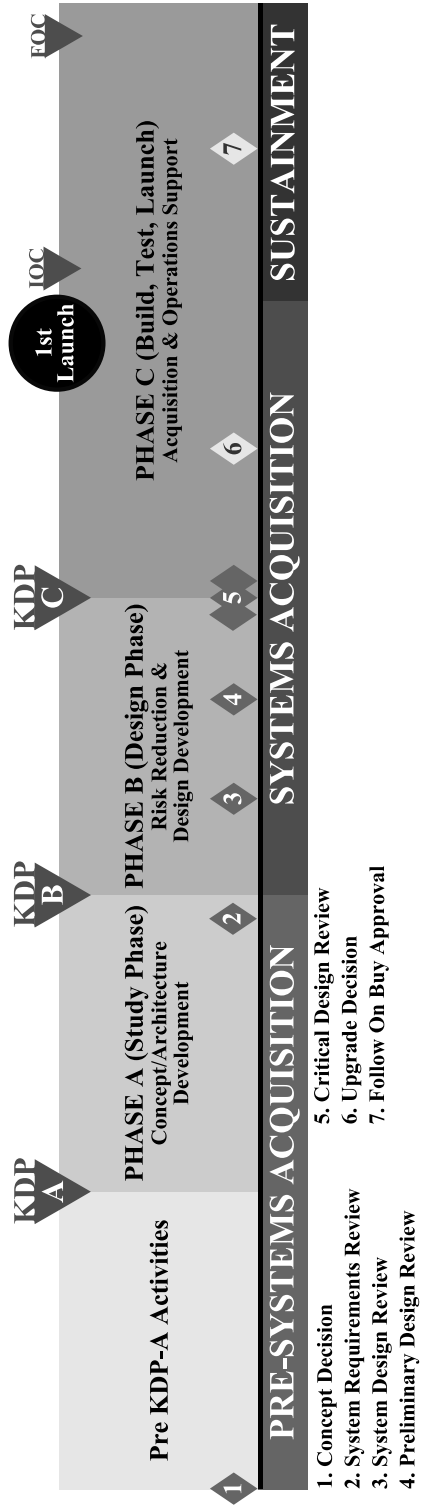 KDP
A
KDP
B
KDP
C
1st
Launch
IOC
FOC
Pre KDP-A Activities
PHASE A (Study Phase)
Concept/Architecture
Development
PHASE B (Design Phase)
Risk Reduction &
Design Development
PHASE C (Build, Test, Launch)
Acquisition & Operations Support
1
2
3
4
5
6
7
PRE-SYSTEMS ACQUISITION
SYSTEMS ACQUISITION
SUSTAINMENT
1. Concept Decision
2. System Requirements Review
3. System Design Review
4. Preliminary Design Review
5. Critical Design Review
6. Upgrade Decision
7. Follow On Buy Approval